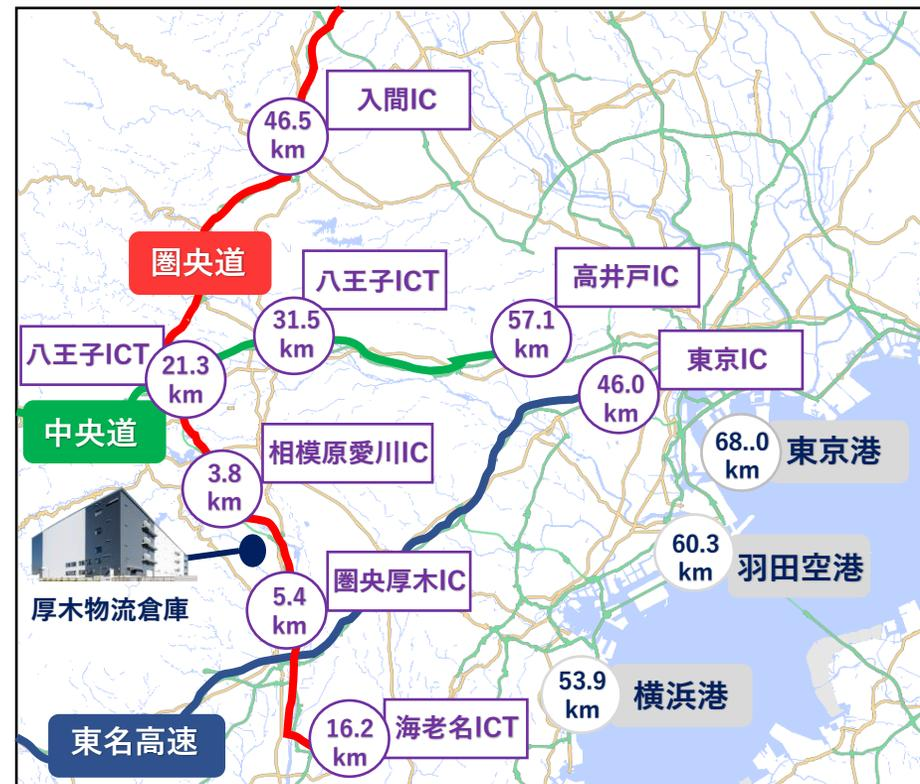 46.5
km
入間IC
圏央道
八王子ICT
31.5
km
高井戸IC
57.1
km
八王子ICT
21.3
km
東京IC
46.0
km
中央道
相模原愛川IC
3.8
km
68..0
km
東京港
60.3
km
羽田空港
厚木物流倉庫
圏央厚木IC
5.4
km
53.9
km
横浜港
東名高速
16.2
km
海老名ICT